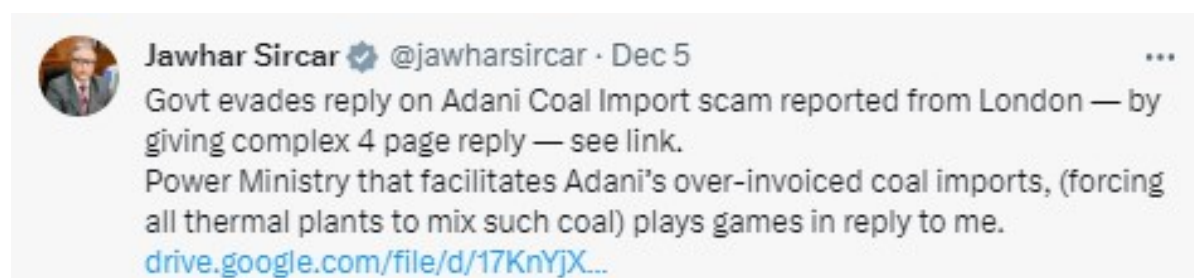 Jawhar Sircar @jawharsircar · Dec 5
Govt evades reply on Adani Coal Import scam reported from London — by
giving complex 4 page reply — see link.
Power Ministry that facilitates Adani's over-invoiced coal imports, (forcing
all thermal plants to mix such coal) plays games in reply to me.
drive.google.com/file/d/17KnYjX...